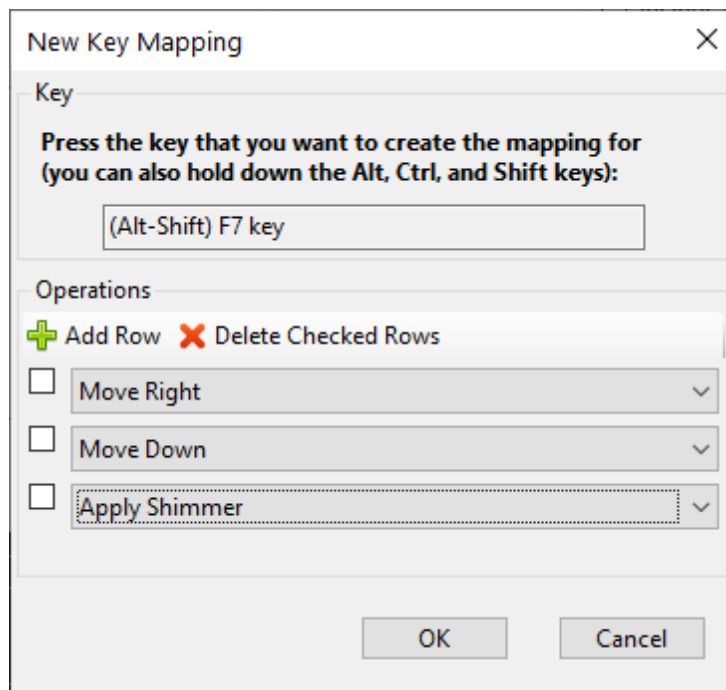 New Key Mapping
Key
Press the key that you want to create the mapping for
(you can also hold down the Alt, Ctrl, and Shift keys):
(Alt-Shift) F7 key
Operations
Add Row Delete Checked Rows
Move Right
Move Down
Apply Shimmer
OK Cancel